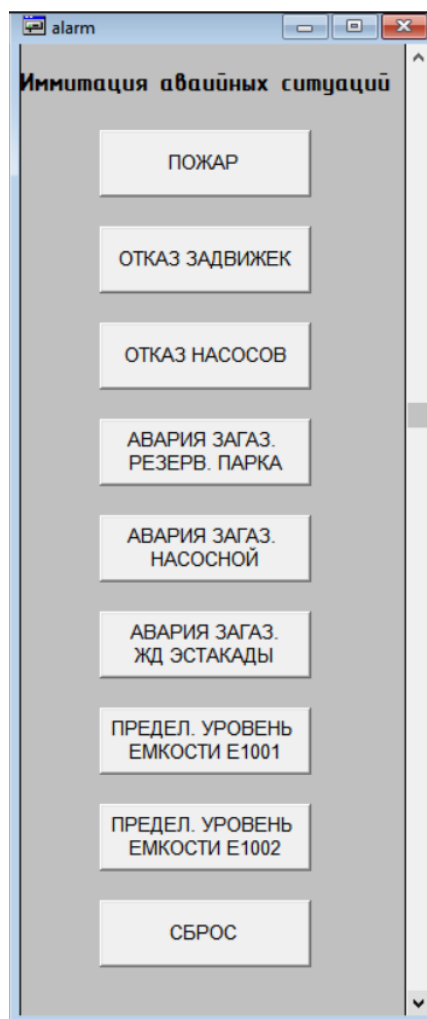 alarm
Иммитация аваийных ситуаций
ПОЖАР
ОТКАЗ ЗАДВИЖЕК
ОТКАЗ НАСОСОВ
АВАРИЯ ЗАГАЗ.
РЕЗЕРВ. ПАРКА
АВАРИЯ ЗАГАЗ.
НАСОСНОЙ
АВАРИЯ ЗАГАЗ.
ЖД ЭСТАКАДЫ
ПРЕДЕЛ. УРОВЕНЬ
ЕМКОСТИ Е1001
ПРЕДЕЛ. УРОВЕНЬ
ЕМКОСТИ Е1002
СБРОС